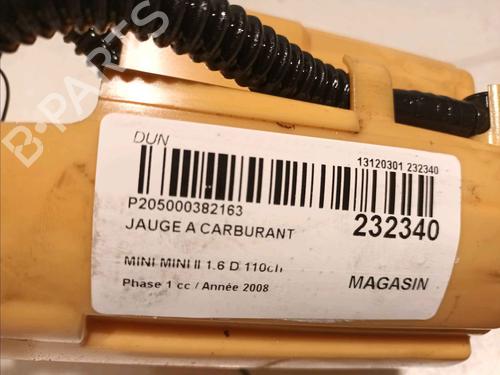 DUN
13120301 232340
P205000382163
232340
JAUGE A CARBURANT
MINI MINI II 1.6 D 110ch
MAGASIN
Phase 1 cc / Année 2008
B-PARTS